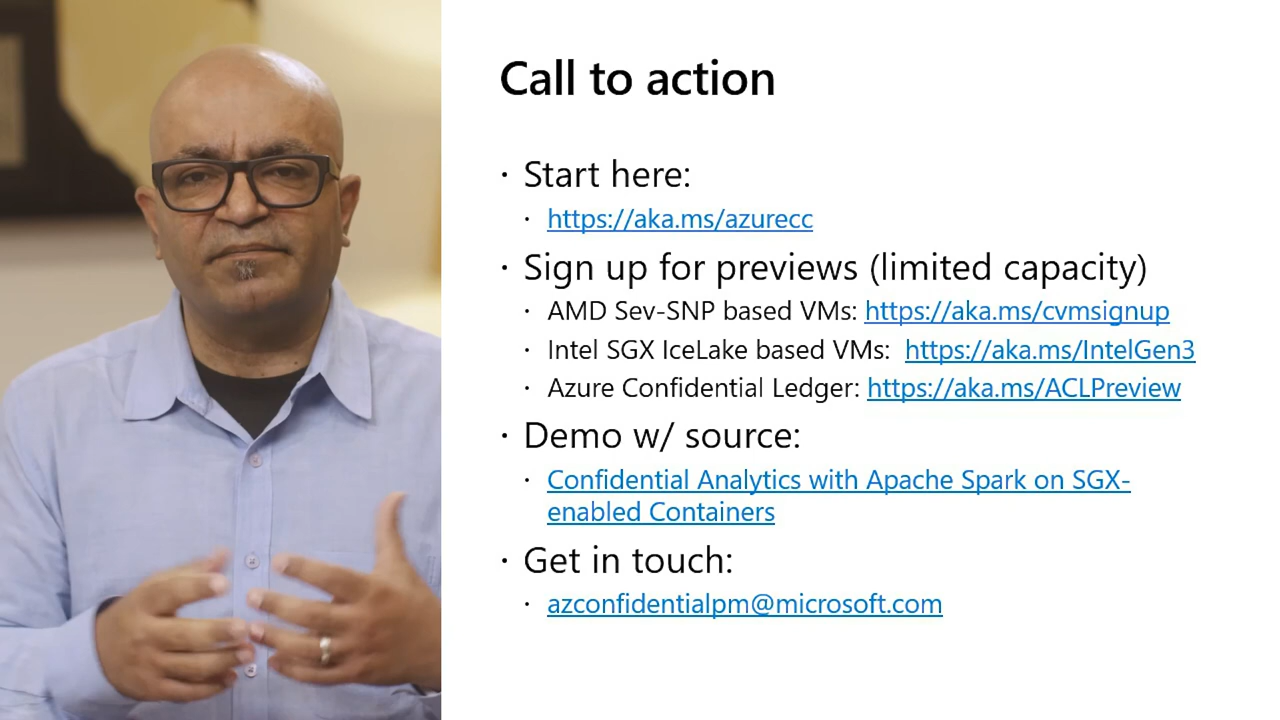 Call to action
· Start here:
· https://aka.ms/azurecc
· Sign up for previews (limited capacity)
· AMD Sev-SNP based VMs: https://aka.ms/cvmsignup
· Intel SGX IceLake based VMs: https://aka.ms/IntelGen3
· Azure Confidential Ledger: https://aka.ms/ACLPreview
· Demo w/ source:
· Confidential Analytics with Apache Spark on SGX-
enabled Containers
· Get in touch:
· azconfidentialpm@microsoft.com